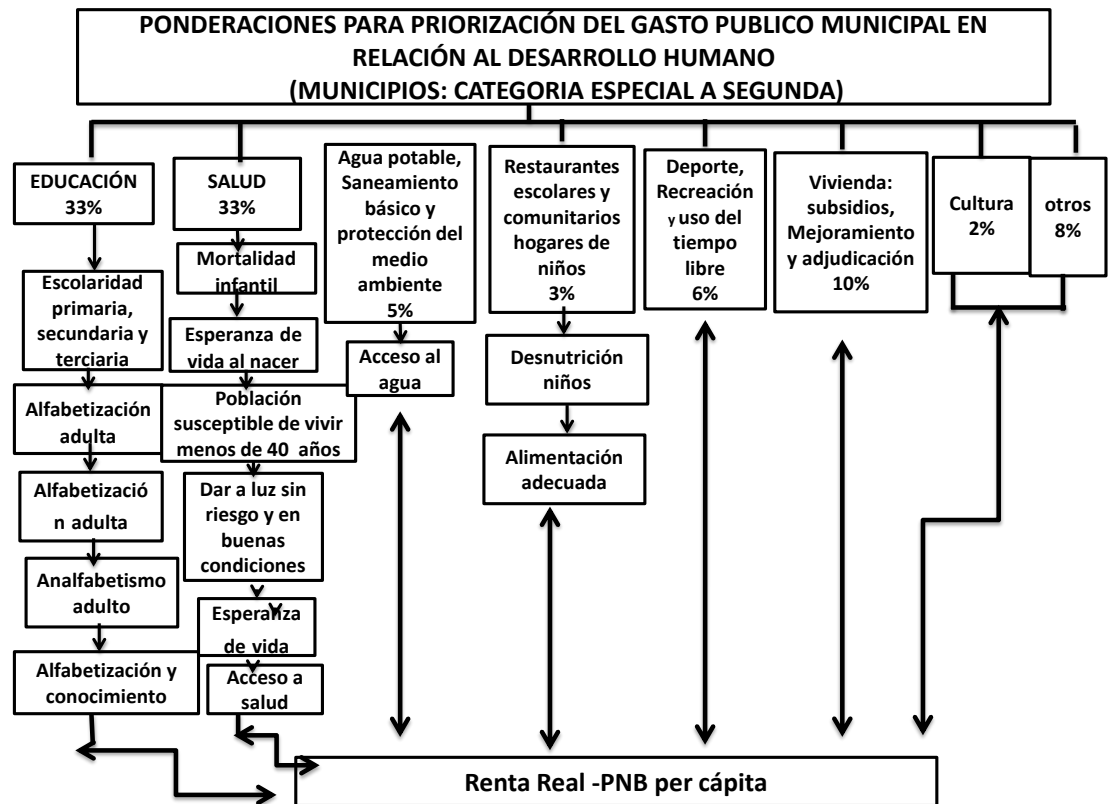 PONDERACIONES PARA PRIORIZACIÓN DEL GASTO PUBLICO MUNICIPAL EN
RELACIÓN AL DESARROLLO HUMANO
(MUNICIPIOS: CATEGORIA ESPECIAL A SEGUNDA)
EDUCACIÓN
33%
Escolaridad
primaria,
secundaria y
terciaria
Alfabetización
adulta
Alfabetizació
n adulta
Analfabetismo
adulto
Alfabetización y
conocimiento
SALUD
33%
Mortalidad
infantil
Esperanza de
vida al nacer
Población
susceptible de vivir
menos de 40 años
Dar a luz sin
riesgo y en
buenas
condiciones
Esperanza
de vida
Acceso a
salud
Agua potable,
Saneamiento
básico y
protección del
medio
ambiente
5%
Acceso al
agua
Restaurantes
escolares y
comunitarios
hogares de
niños
3%
Desnutrición
niños
Alimentación
adecuada
Deporte,
Recreación
y uso del
tiempo
libre
6%
Vivienda:
subsidios,
Mejoramiento
y adjudicación
10%
Cultura
2%
otros
8%
Renta Real -PNB per cápita